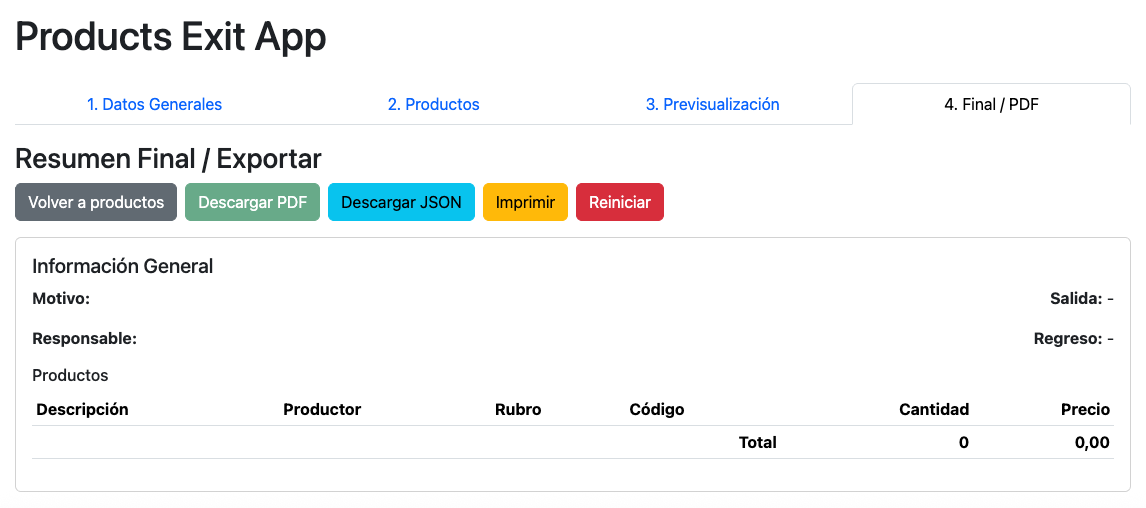 Products Exit App
1. Datos Generales 2. Productos 3. Previsualización 4. Final / PDF
Resumen Final / Exportar
Volver a productos Descargar PDF Descargar JSON Imprimir Reiniciar
Información General
Motivo: Salida: -
Responsable: Regreso: -
Productos
Descripción Productor Rubro Código Cantidad Precio
Total 0 0,00